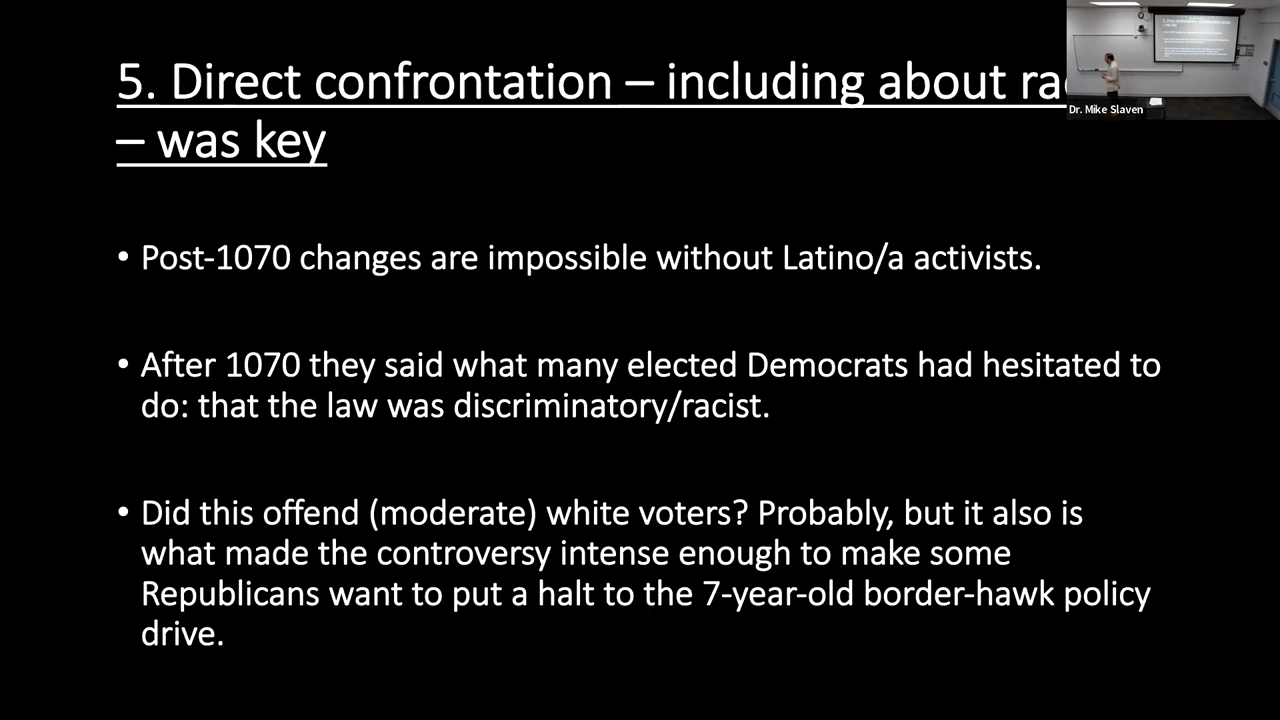 5. Direct confrontation – including about
– was key
• Post-1070 changes are impossible without Latino/a activists.
• After 1070 they said what many elected Democrats had hesitated to
do: that the law was discriminatory/racist.
• Did this offend (moderate) white voters? Probably, but it also is
what made the controversy intense enough to make some
Republicans want to put a halt to the 7-year-old border-hawk policy
drive.
Dr. Mike Slaven